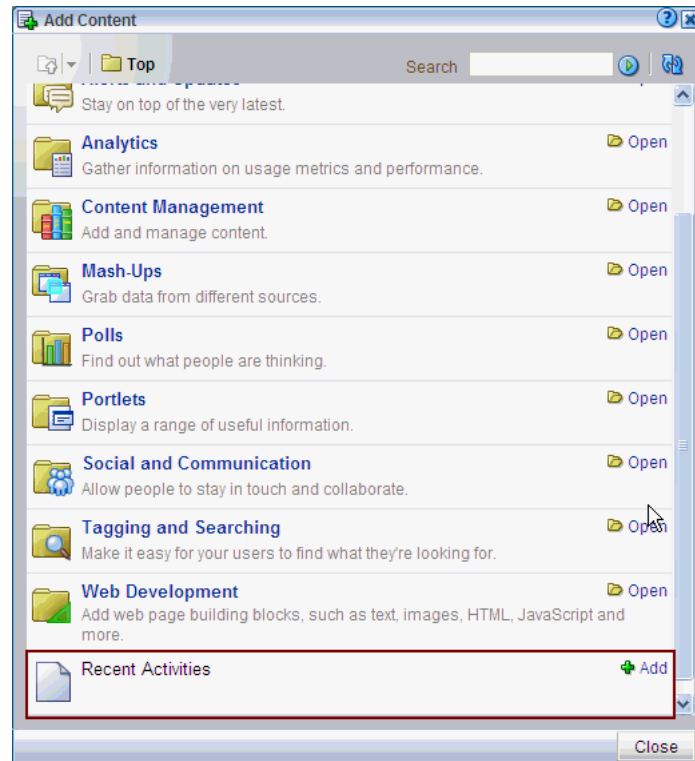 Add Content
Top
Search
Stay on top of the very latest.
Analytics
Open
Gather information on usage metrics and performance.
Content Management
Open
Add and manage content.
Mash-Ups
Open
Grab data from different sources.
Polls
Open
Find out what people are thinking.
Portlets
Open
Display a range of useful information.
Social and Communication
Open
Allow people to stay in touch and collaborate.
Tagging and Searching
Open
Make it easy for your users to find what they're looking for.
Web Development
Open
Add web page building blocks, such as text, images, HTML, JavaScript and
more.
Recent Activities
Add
Close